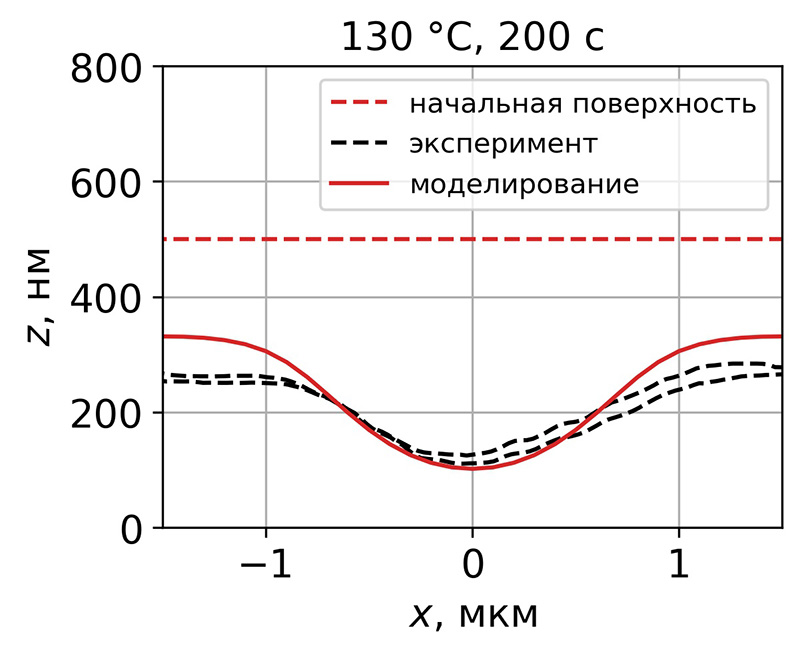 130 °C, 200 с
800
600
400
200
0
z, нм
начальная поверхность
эксперимент
моделирование
−1
0
1
x, мкм